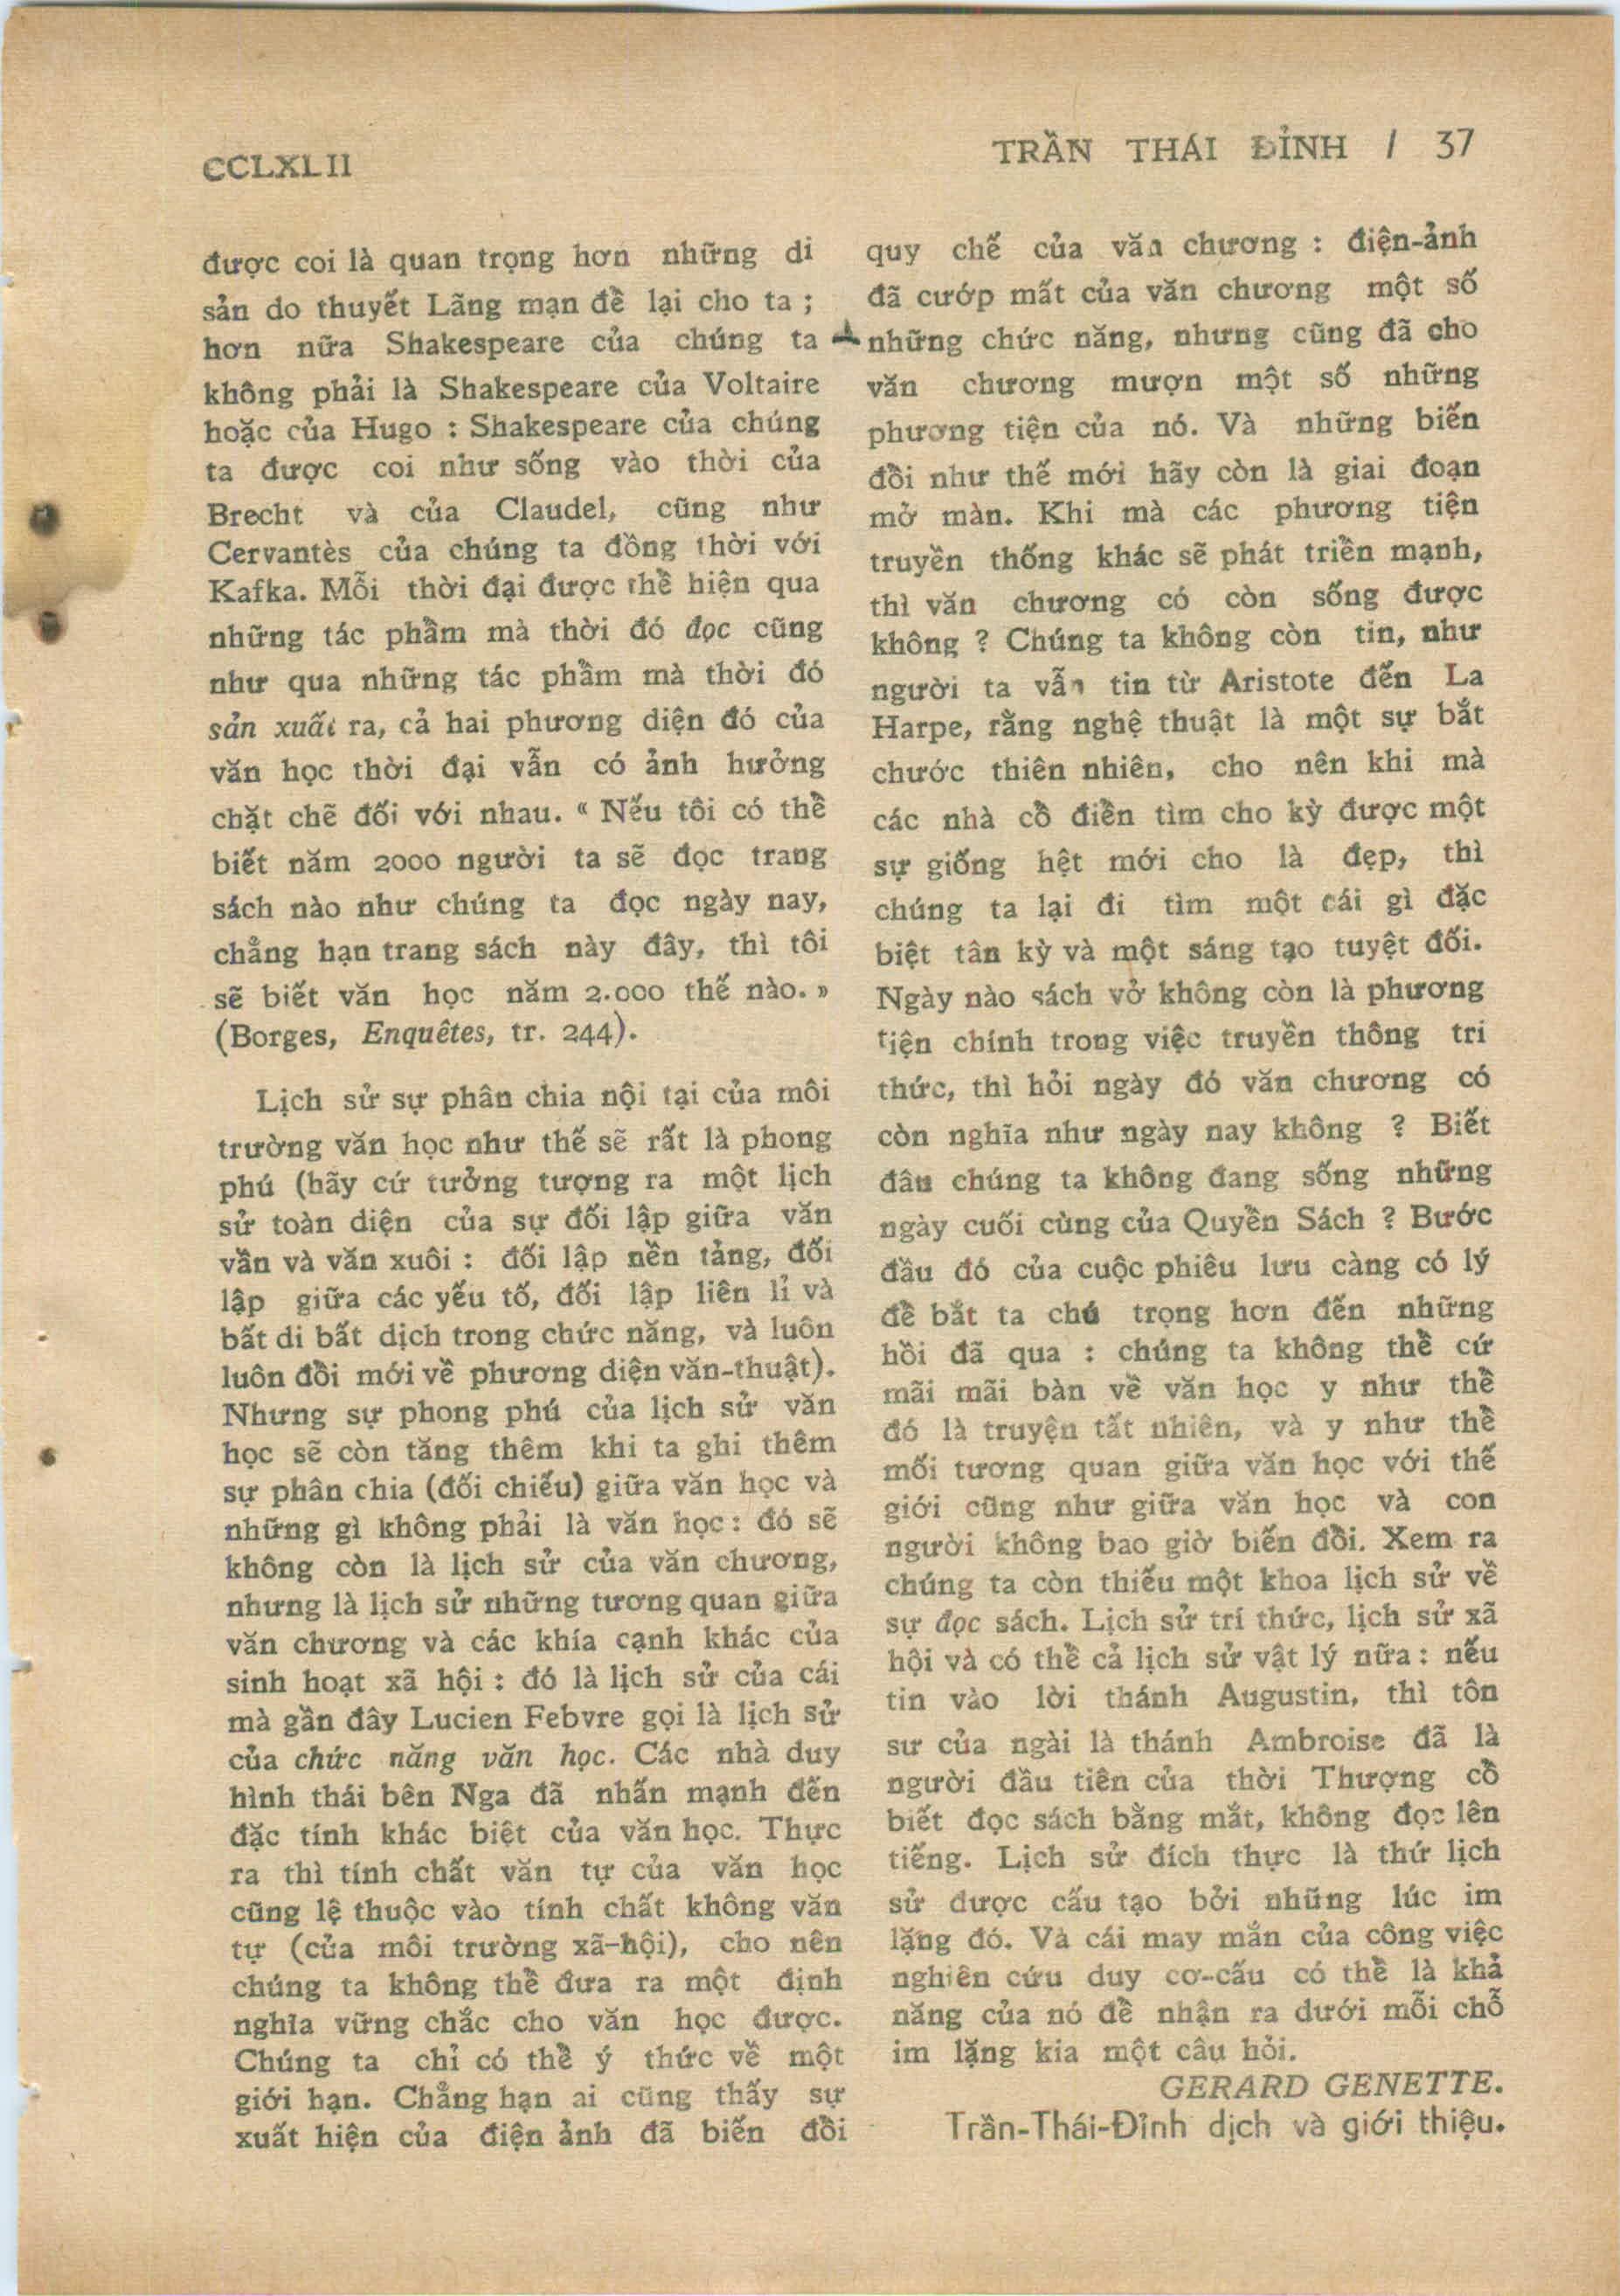 CCLXLII
TRẦN THÁI ĐỈNH / 37
được coi là quan trọng hơn những di
sản do thuyết Lãng mạn để lại cho ta ;
hơn nữa Shakespeare của chúng ta
không phải là Shakespeare của Voltaire
hoặc của Hugo : Shakespeare của chúng
ta được coi như sống vào thời của
Brecht và của Claudel, cũng như
Cervantès của chúng ta đồng thời với
Kafka. Mỗi thời đại được thể hiện qua
những tác phẩm mà thời đó đọc cũng
như qua những tác phẩm mà thời đó
sản xuất ra, cả hai phương diện đó của
văn học thời đại vẫn có ảnh hưởng
chặt chẽ đối với nhau. « Nếu tôi có thể
biết năm 2000 người ta sẽ đọc trang
sách nào như chúng ta đọc ngày nay,
chẳng hạn trang sách này đây, thì tôi
sẽ biết văn học năm 2.000 thế nào. »
(Borges, Enquêtes, tr. 244).
Lịch sử sự phân chia nội tại của môi
trường văn học như thế sẽ rất là phong
phú (hãy cứ tưởng tượng ra một lịch
sử toàn diện của sự đối lập giữa văn
vần và văn xuôi : đối lập nền tảng, đối
lập giữa các yếu tố, đối lập liên lỉ và
bất di bất dịch trong chức năng, và luôn
luôn đổi mới về phương diện văn-thuật).
Nhưng sự phong phú của lịch sử văn
học sẽ còn tăng thêm khi ta ghi thêm
sự phân chia (đối chiếu) giữa văn học và
những gì không phải là văn học : đó sẽ
không còn là lịch sử của văn chương,
nhưng là lịch sử những tương quan giữa
văn chương và các khía cạnh khác của
sinh hoạt xã hội : đó là lịch sử của cái
mà gần đây Lucien Febvre gọi là lịch sử
của chức năng văn học. Các nhà duy
hình thái bên Nga đã nhấn mạnh đến
đặc tính khác biệt của văn học. Thực
ra thì tính chất văn tự của văn học
cũng lệ thuộc vào tính chất không văn
tự (của môi trường xã-hội), cho nên
chúng ta không thể đưa ra một định
nghĩa vững chắc cho văn học được.
Chúng ta chỉ có thể ý thức về một
giới hạn. Chẳng hạn ai cũng thấy sự
xuất hiện của điện ảnh đã biến đổi
quy chế của văn chương : điện-ảnh
đã cướp mất của văn chương một số
những chức năng, nhưng cũng đã cho
văn chương mượn một số những
phương tiện của nó. Và những biến
đổi như thế mới hãy còn là giai đoạn
mở màn. Khi mà các phương tiện
truyền thống khác sẽ phát triển mạnh,
thì văn chương có còn sống được
không ? Chúng ta không còn tin, như
người ta vẫn tin từ Aristote đến La
Harpe, rằng nghệ thuật là một sự bắt
chước thiên nhiên, cho nên khi mà
các nhà cổ điển tìm cho kỳ được một
sự giống hệt mới cho là đẹp, thì
chúng ta lại đi tìm một cái gì đặc
biệt tân kỳ và một sáng tạo tuyệt đối.
Ngày nào sách vở không còn là phương
tiện chính trong việc truyền thông tri
thức, thì hỏi ngày đó văn chương có
còn nghĩa như ngày nay không ? Biết
đâu chúng ta không đang sống những
ngày cuối cùng của Quyển Sách ? Bước
đầu đó của cuộc phiêu lưu càng có lý
để bắt ta chú trọng hơn đến những
hồi đã qua : chúng ta không thể cứ
mãi mãi bàn về văn học y như thể
đó là truyện tất nhiên, và y như thể
mối tương quan giữa văn học với thế
giới cũng như giữa văn học và con
người không bao giờ biến đổi. Xem ra
chúng ta còn thiếu một khoa lịch sử về
sự đọc sách. Lịch sử trí thức, lịch sử xã
hội và có thể cả lịch sử vật lý nữa : nếu
tin vào lời thánh Augustin, thì tôn
sư của ngài là thánh Ambroise đã là
người đầu tiên của thời Thượng cổ
biết đọc sách bằng mắt, không đọc lên
tiếng. Lịch sử đích thực là thứ lịch
sử được cấu tạo bởi những lúc im
lặng đó. Và cái may mắn của công việc
nghiên cứu duy cơ-cấu có thể là khả
năng của nó để nhận ra dưới mỗi chỗ
im lặng kia một câu hỏi.
GERARD GENETTE.
Trần-Thái-Đỉnh dịch và giới thiệu.